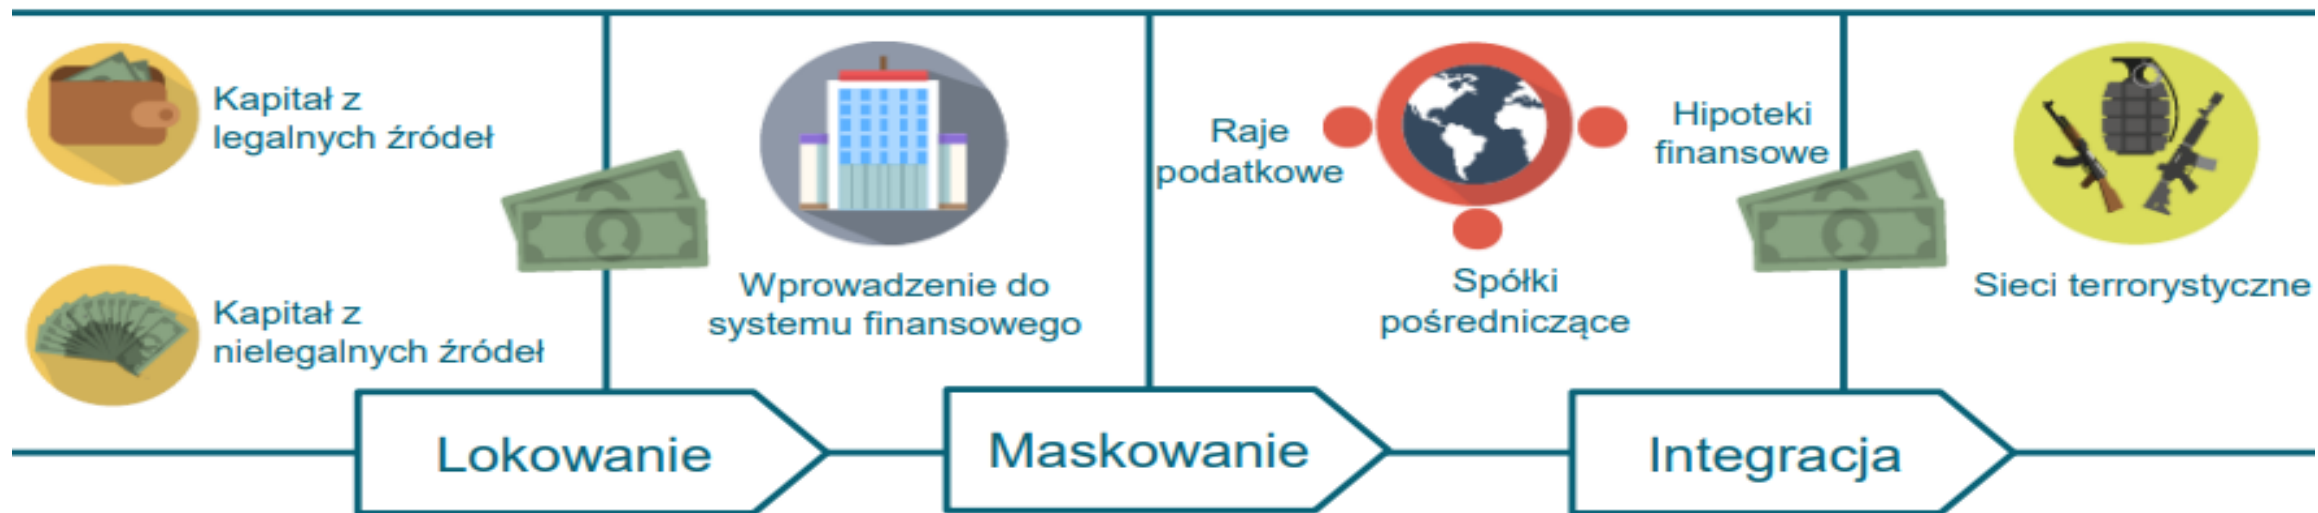 Kapitał z
legalnych źródeł
Kapitał z
nielegalnych źródeł
Wprowadzenie do
systemu finansowego
Raje
podatkowe
Spółki
pośredniczące
Hipoteki
finansowe
Sieci terrorystyczne
Lokowanie
Maskowanie
Integracja